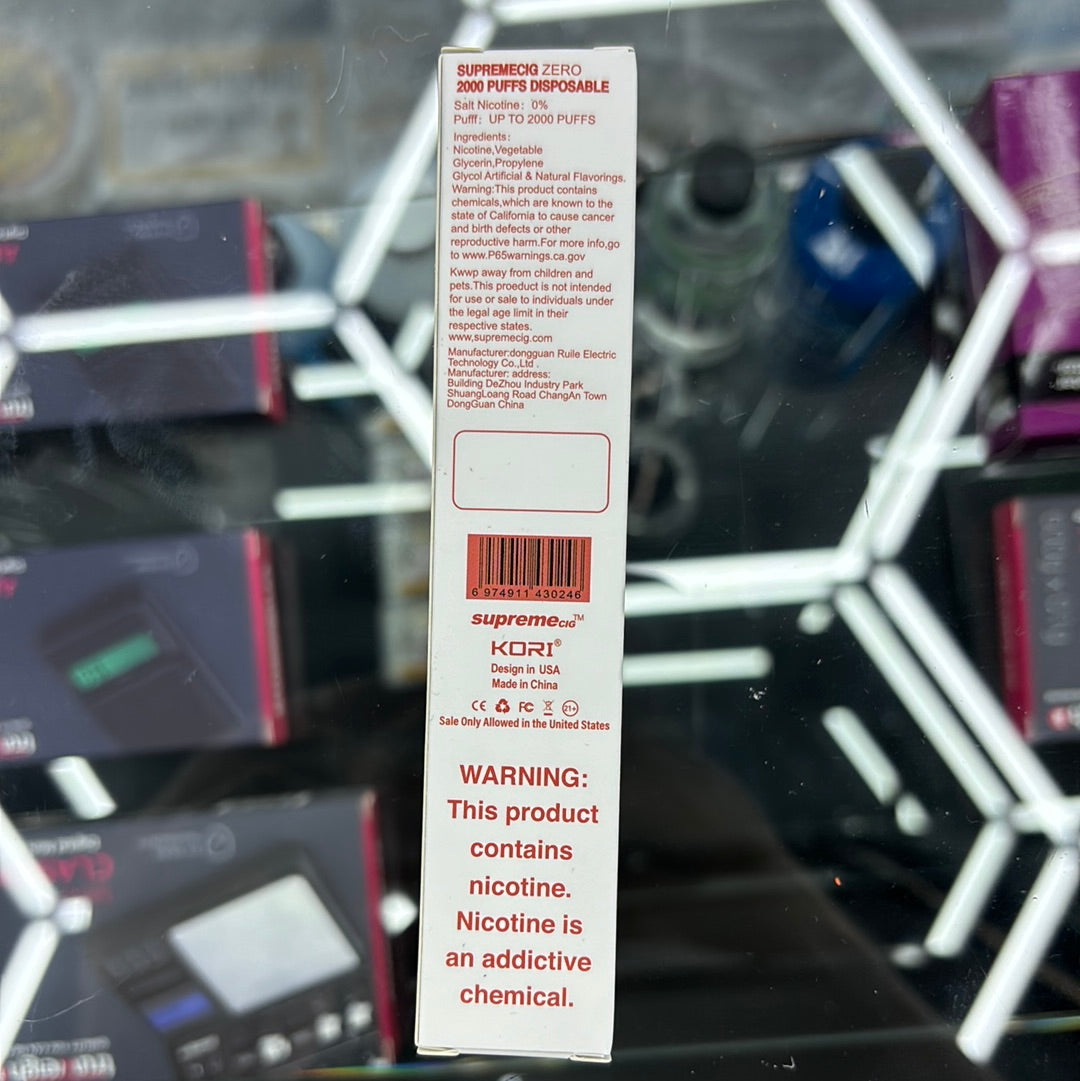 SUPREMECIG ZERO
2000 PUFFS DISPOSABLE
Salt Nicotine: 0%
Pufff: UP TO 2000 PUFFS
Ingredients:
Nicotine,Vegetable
Glycerin,Propylene
Glycol Artificial & Natural Flavorings.
Warning:This product contains
chemicals,which are known to the
state of California to cause cancer
and birth defects or other
reproductive harm.For more info,go
to www.P65warnings.ca.gov
Kwwp away from children and
pets.This proeduct is not intended
for use or sale to individuals under
the legal age limit in their
respective states.
www,supremecig.com
Manufacturer:dongguan Ruile Electric
Technology Co.,Ltd .
Manufacturer: address:
Building DeZhou Industry Park
ShuangLoang Road ChangAn Town
DongGuan China
6 974911 430246
supremeCIG™
KORI®
Design in USA
Made in China
CE FC 21+
Sale Only Allowed in the United States
WARNING:
This product
contains
nicotine.
Nicotine is
an addictive
chemical.